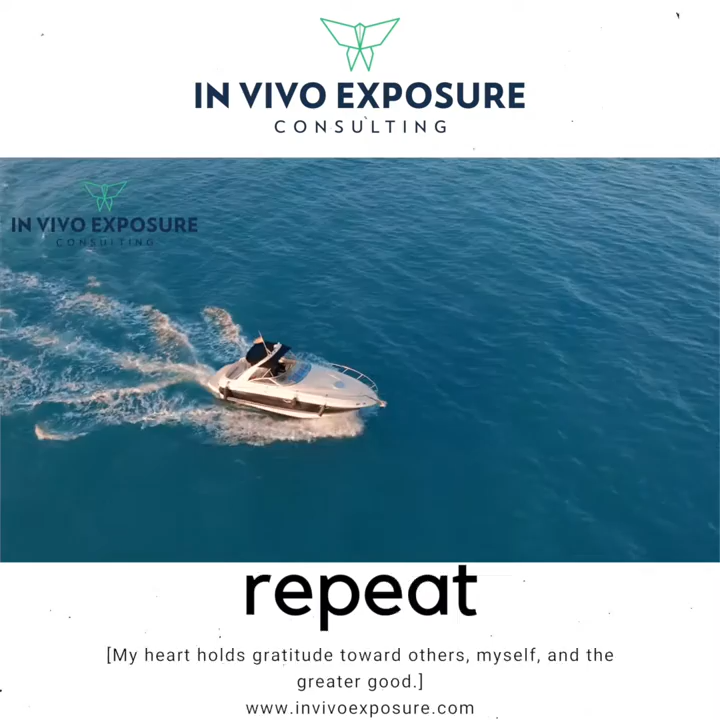 IN VIVO EXPOSURE
CONSULTING
IN VIVO EXPOSURE
CONSULTING
repeat
[My heart holds gratitude toward others, myself, and the
greater good.]
www.invivoexposure.com